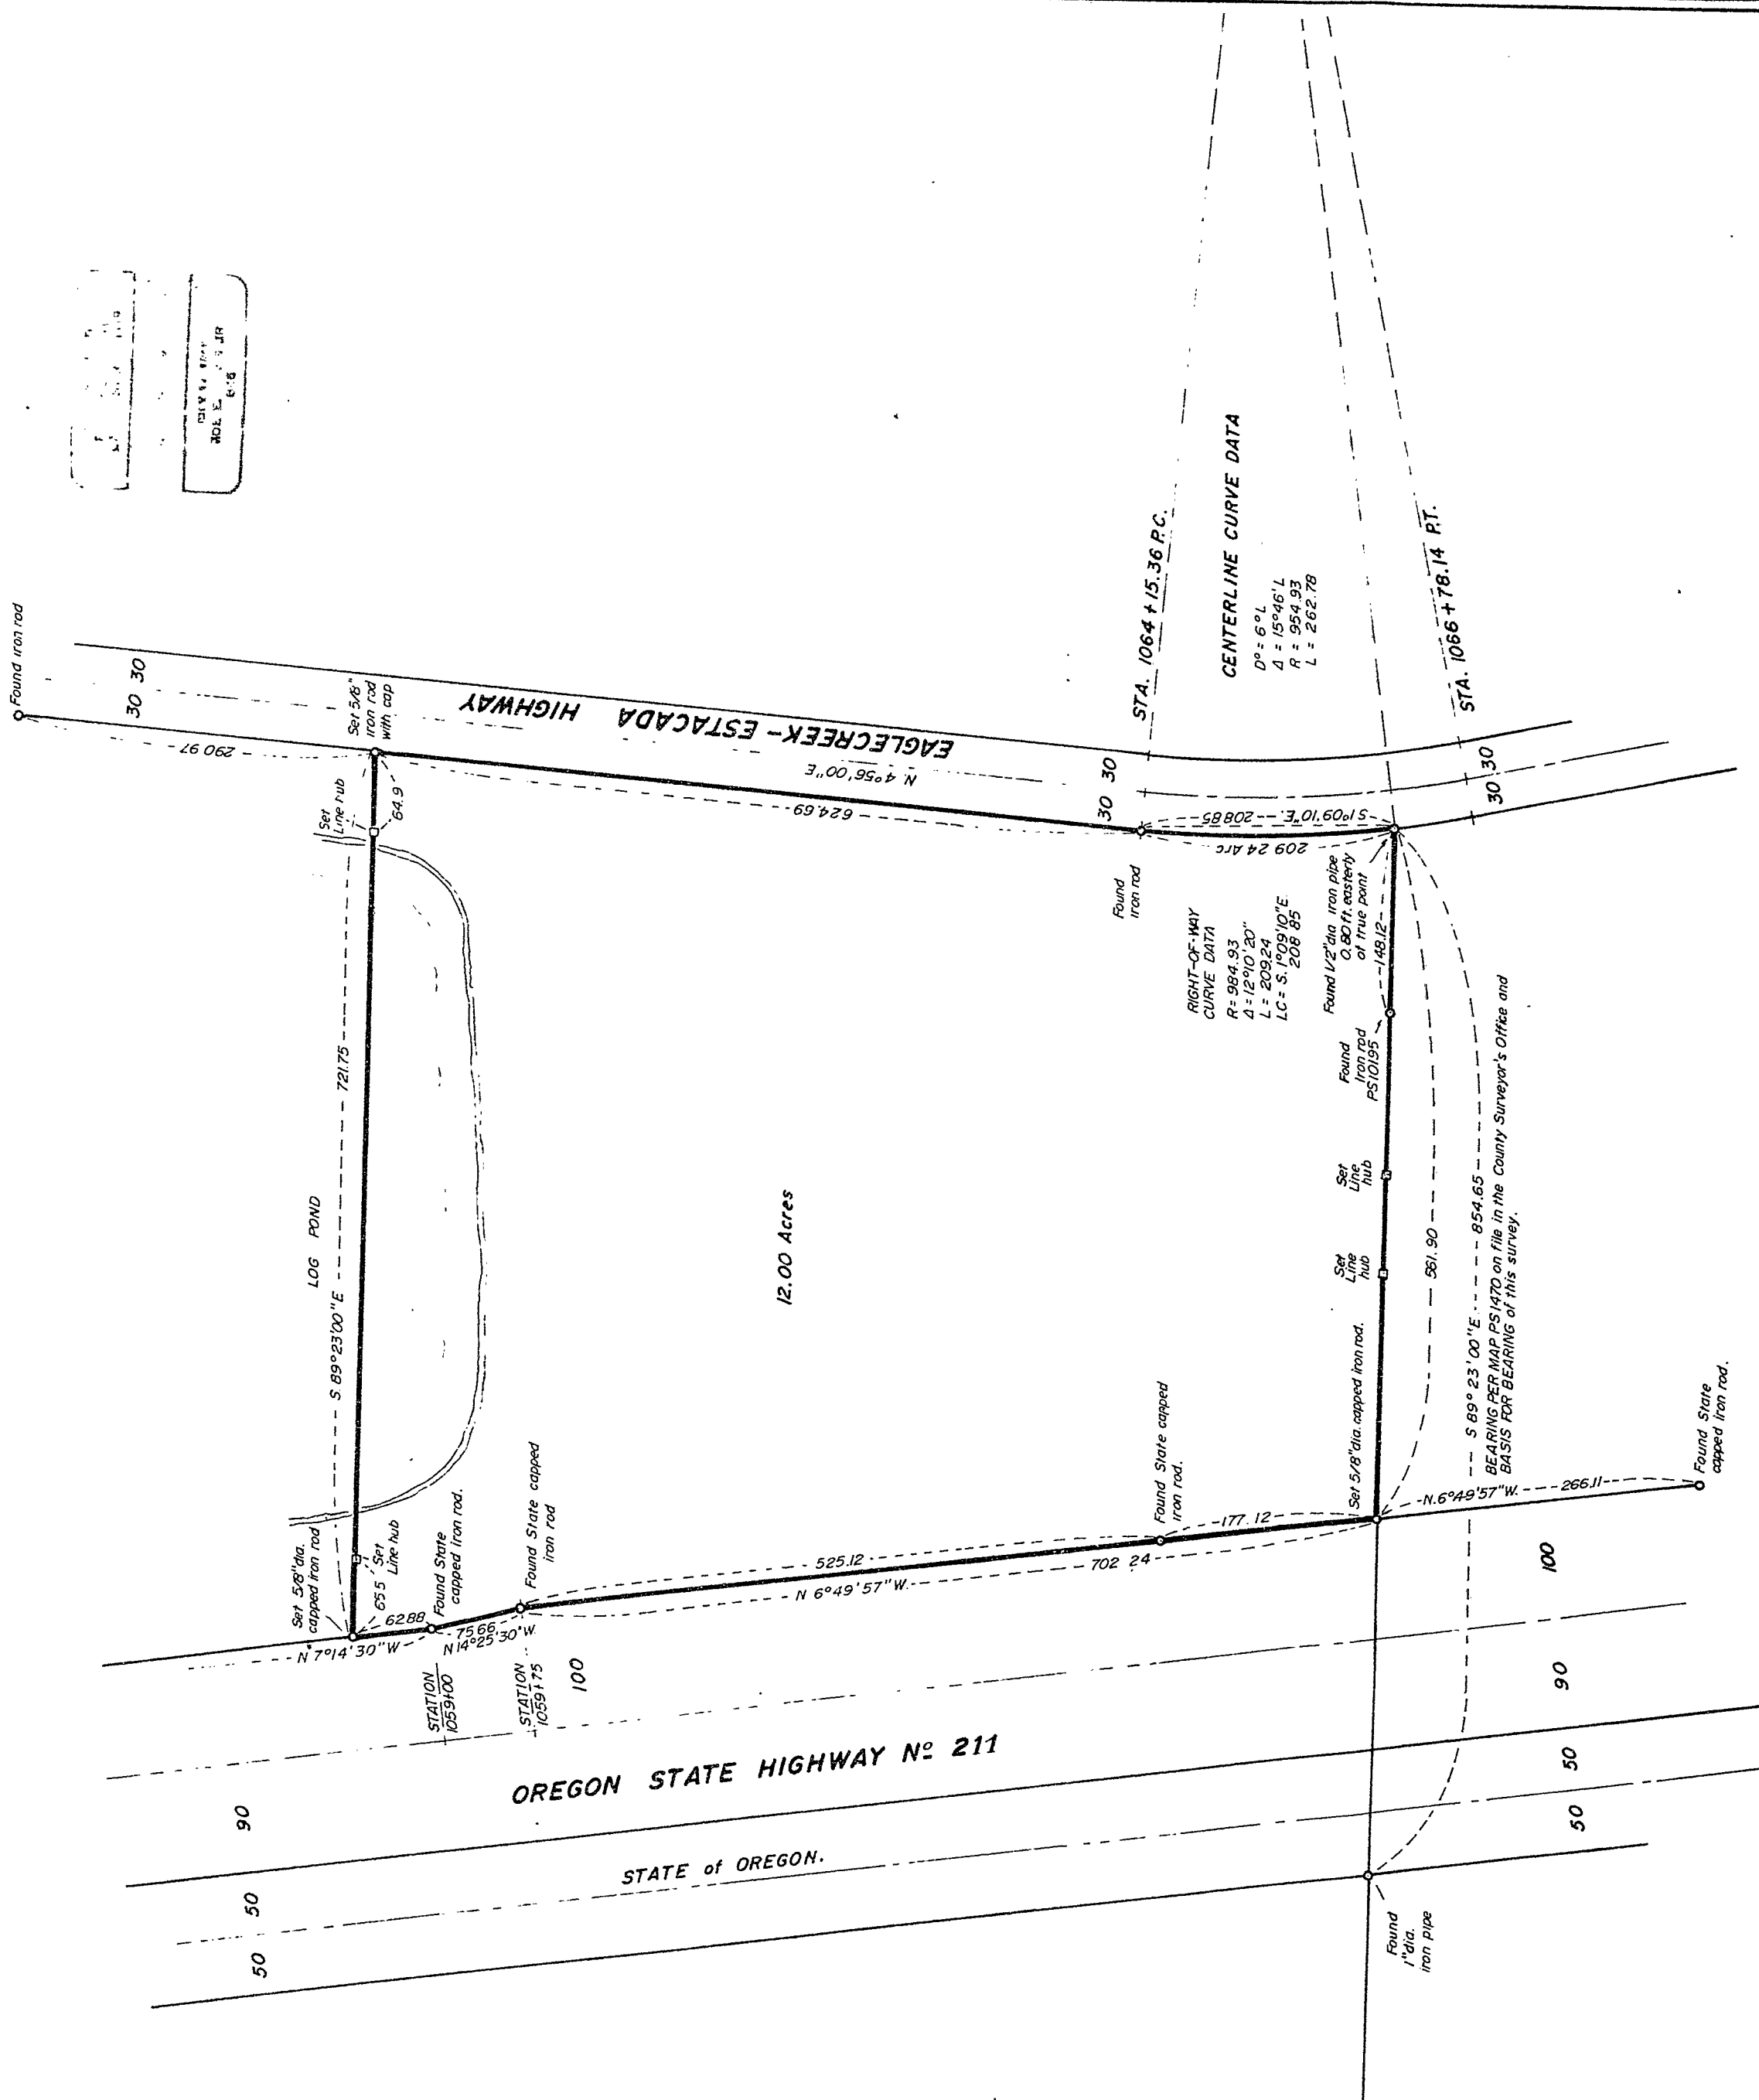 Found iron rod
30 30
290.97
Set 5/8"
iron rod
with cap
Set
Line hub
64.9
EAGLECREEK-ESTACADA HIGHWAY
N. 4°56'00"E
624.69
30 30
STA. 1064 + 15.36 P.C.
CENTERLINE CURVE DATA
D° = 6° L
Δ = 15°46' L
R = 954.93
L = 262.78
STA. 1066 + 78.14 P.T.
30 30
S 1°09'10"E. -- 208 85
209 24 Arc
Found
iron rod
RIGHT-OF-WAY
CURVE DATA
R = 984.93
Δ = 12°10'20"
L = 209.24
LC = S. 1°09'10"E
208 85
Found 1/2"dia iron pipe
0.80 ft. easterly
of true point
148.12
Found
Iron rod
PS10195
Set
Line
hub
Set
Line
hub
561.90
S 89° 23' 00"E. ---- 854.65
BEARING PER MAP PS1470 on file in the County Surveyor's Office and
BASIS FOR BEARING of this survey.
Set 5/8"dia. capped iron rod.
LOG POND
S 89°23'00"E ---- 721.75
12.00 Acres
Set 5/8"dia.
capped iron rod
65 5
Set
Line hub
62 88
Found State
capped iron rod.
N 7°14'30"W
75 66
N 14°25'30"W.
Found State capped
iron rod
525.12
N 6°49'57"W.
702 24
Found State capped
iron rod.
177.12
N.6°49'57"W.
266.11
Found State
capped iron rod.
STATION
1059+00
STATION
1059+75
100
100
90
90
OREGON STATE HIGHWAY Nº 211
50
50
STATE of OREGON.
50
50
Found
1"dia.
iron pipe